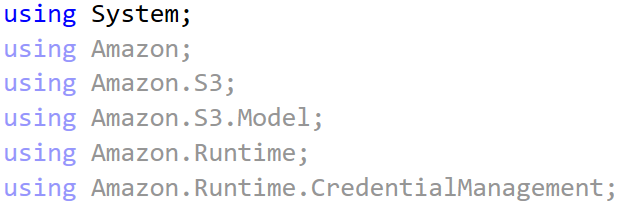 using System;
using Amazon;
using Amazon.S3;
using Amazon.S3.Model;
using Amazon.Runtime;
using Amazon.Runtime.CredentialManagement;